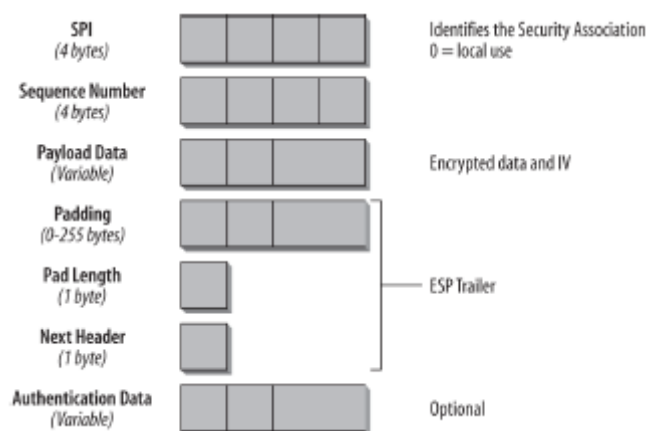 SPI
(4 bytes)
Identifies the Security Association
0 = local use
Sequence Number
(4 bytes)
Payload Data
(Variable)
Encrypted data and IV
Padding
(0-255 bytes)
Pad Length
(1 byte)
ESP Trailer
Next Header
(1 byte)
Authentication Data
(Variable)
Optional